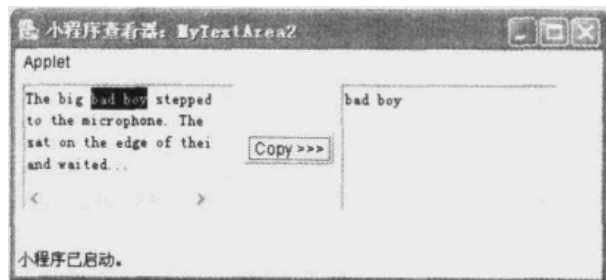 小程序查看器: MyTextArea2
Applet
The big bad boy stepped
to the microphone. The
sat on the edge of thei
and waited...
Copy >>>
bad boy
小程序已启动。